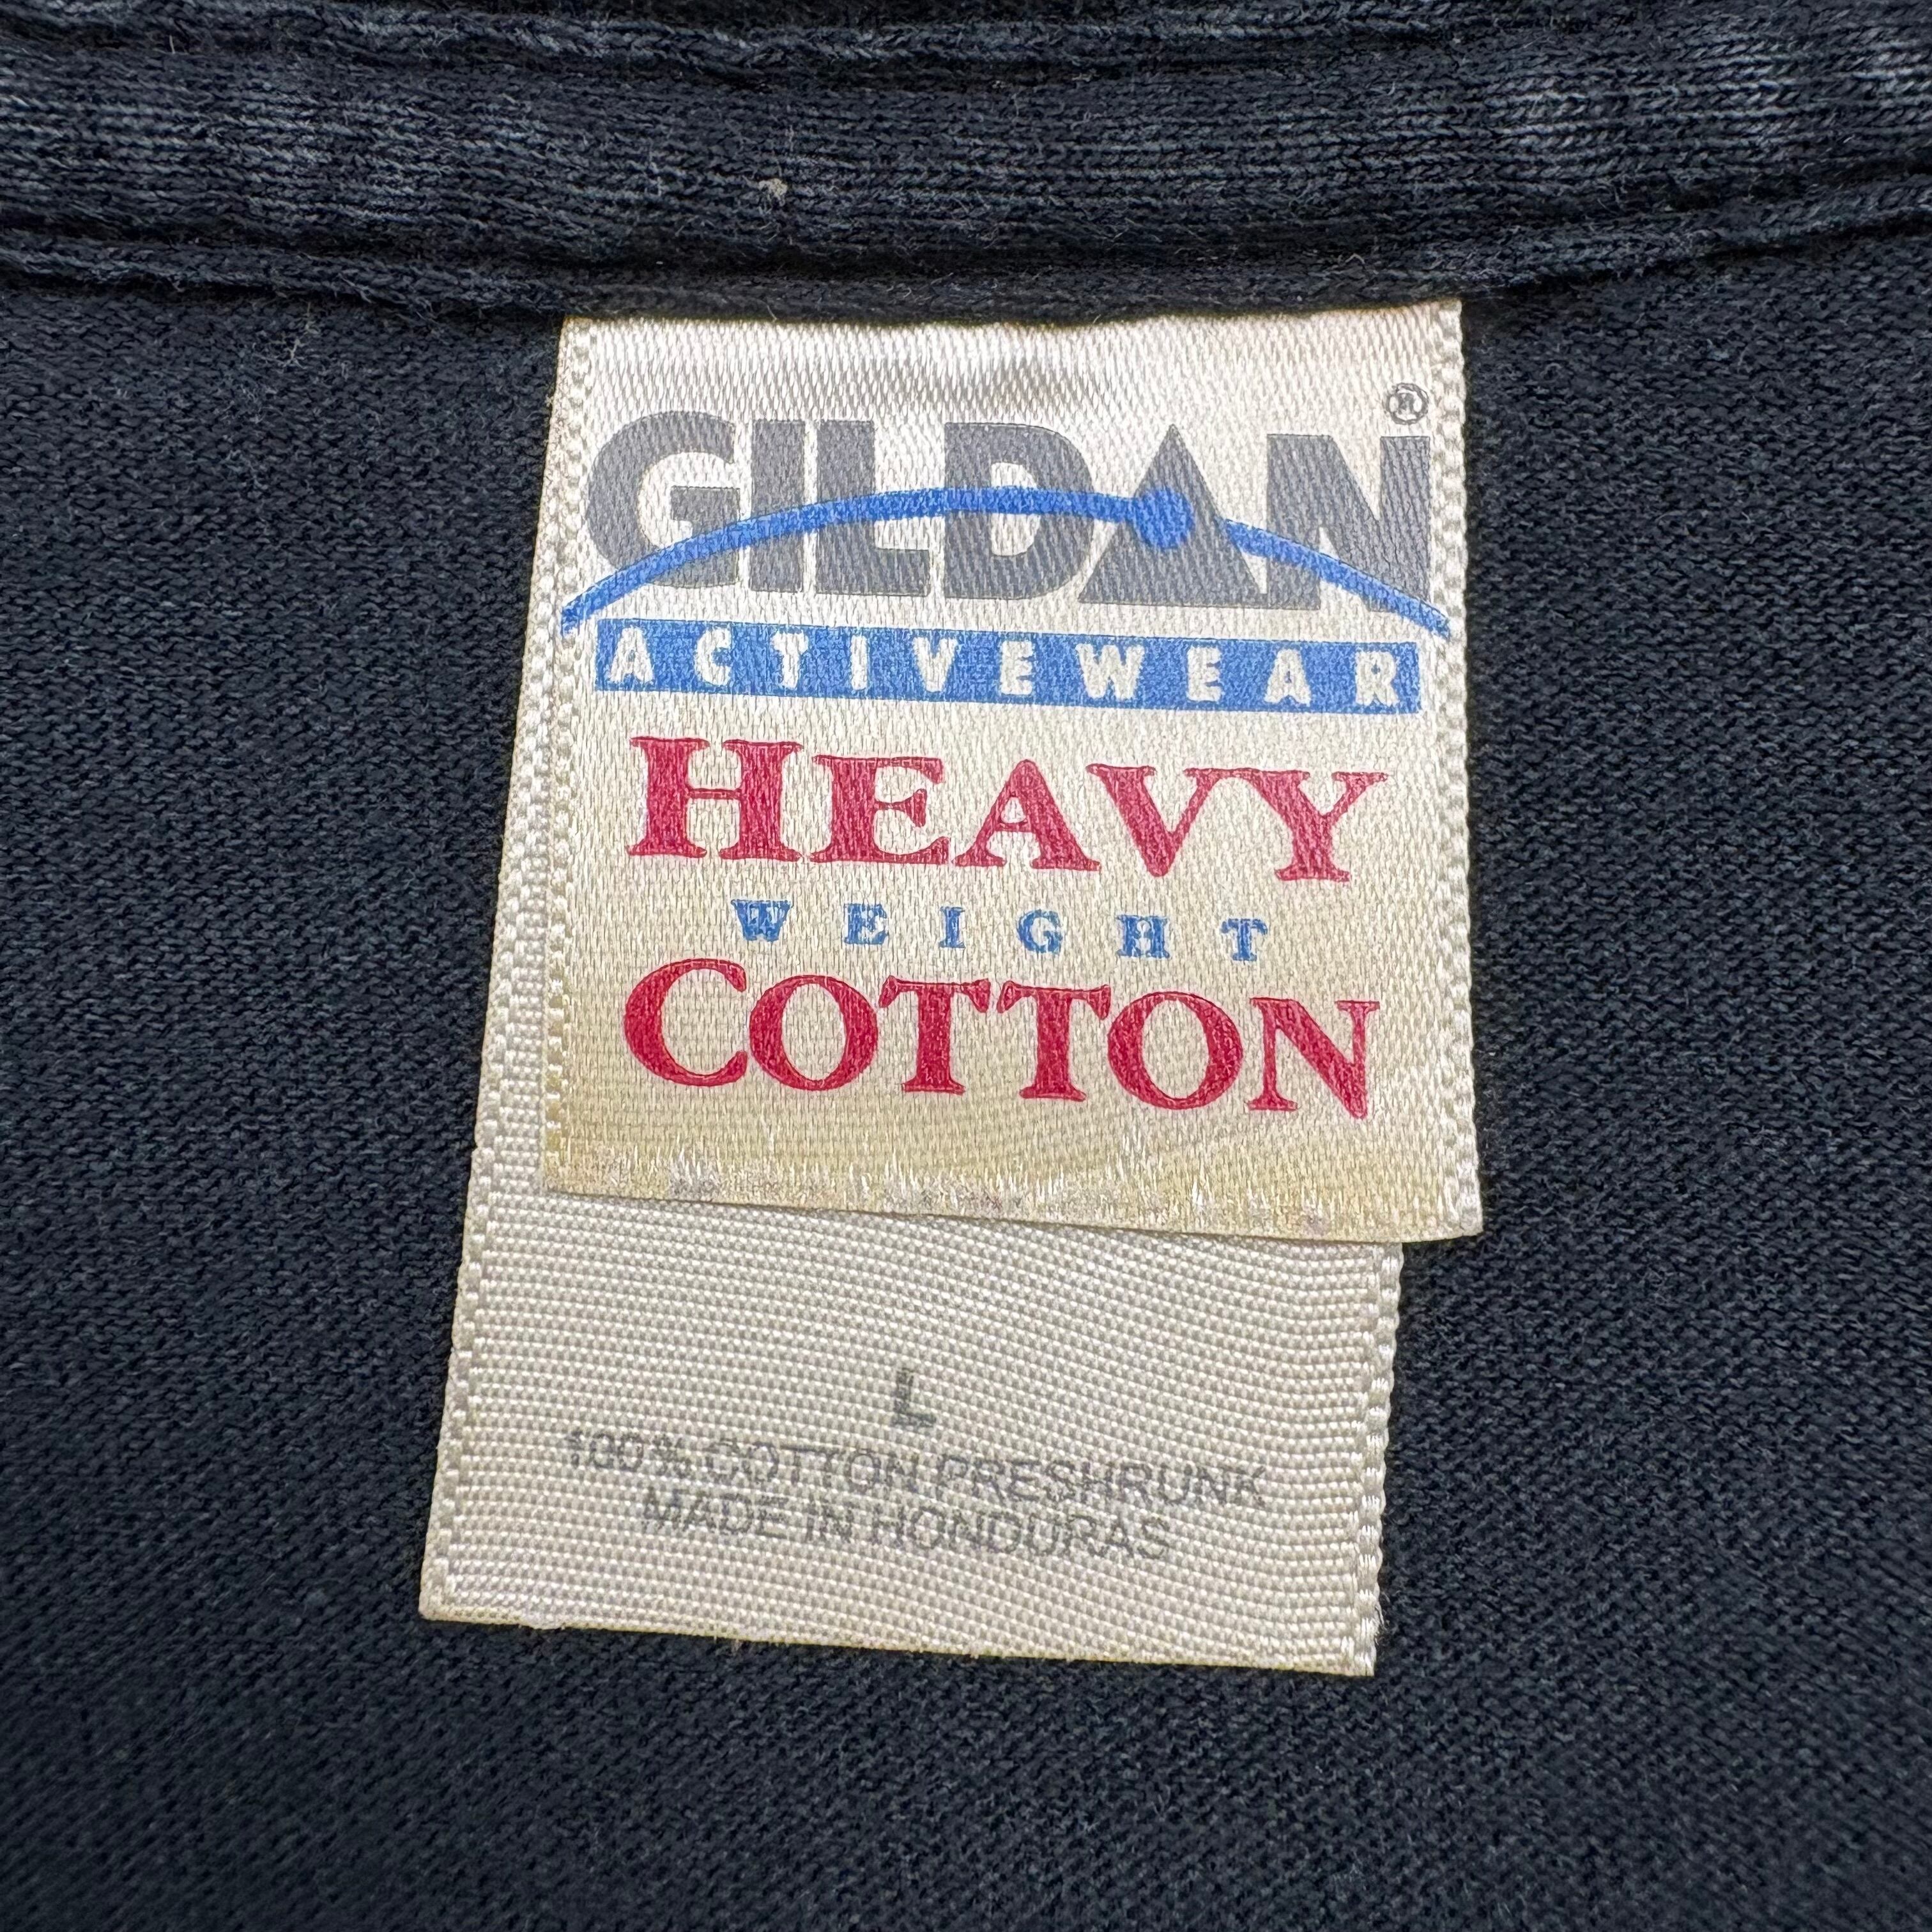 GILDAN®
ACTIVEWEAR
HEAVY
WEIGHT
COTTON
L
100% COTTON PRESHRUNK
MADE IN HONDURAS